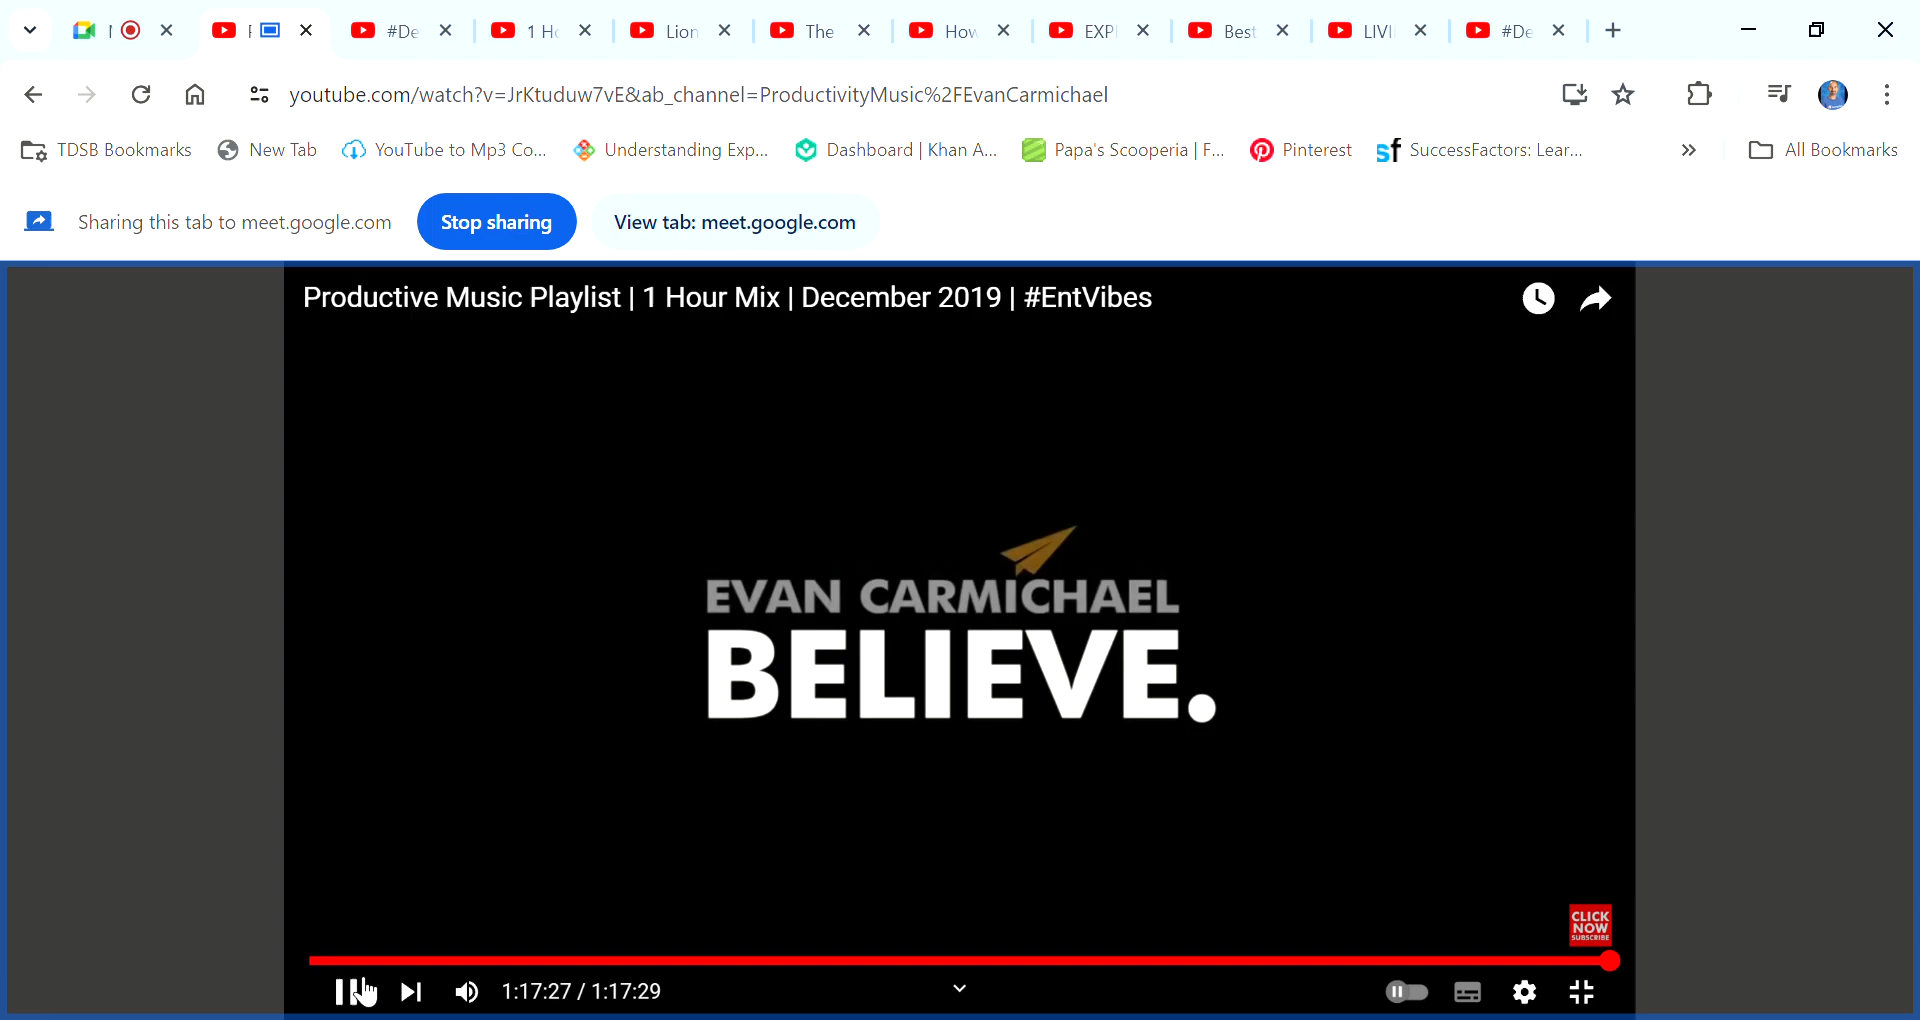 #De
1 Ho
Lion
The
How
EXP
Best
LIVI
#De
youtube.com/watch?v=JrKtuduw7vE&ab_channel=ProductivityMusic%2FEvanCarmichael
TDSB Bookmarks New Tab YouTube to Mp3 Co... Understanding Exp... Dashboard | Khan A... Papa's Scooperia | F... Pinterest SuccessFactors: Lear... » All Bookmarks
Sharing this tab to meet.google.com Stop sharing View tab: meet.google.com
Productive Music Playlist | 1 Hour Mix | December 2019 | #EntVibes
EVAN CARMICHAEL
BELIEVE.
CLICK
NOW
SUBSCRIBE
1:17:27 / 1:17:29